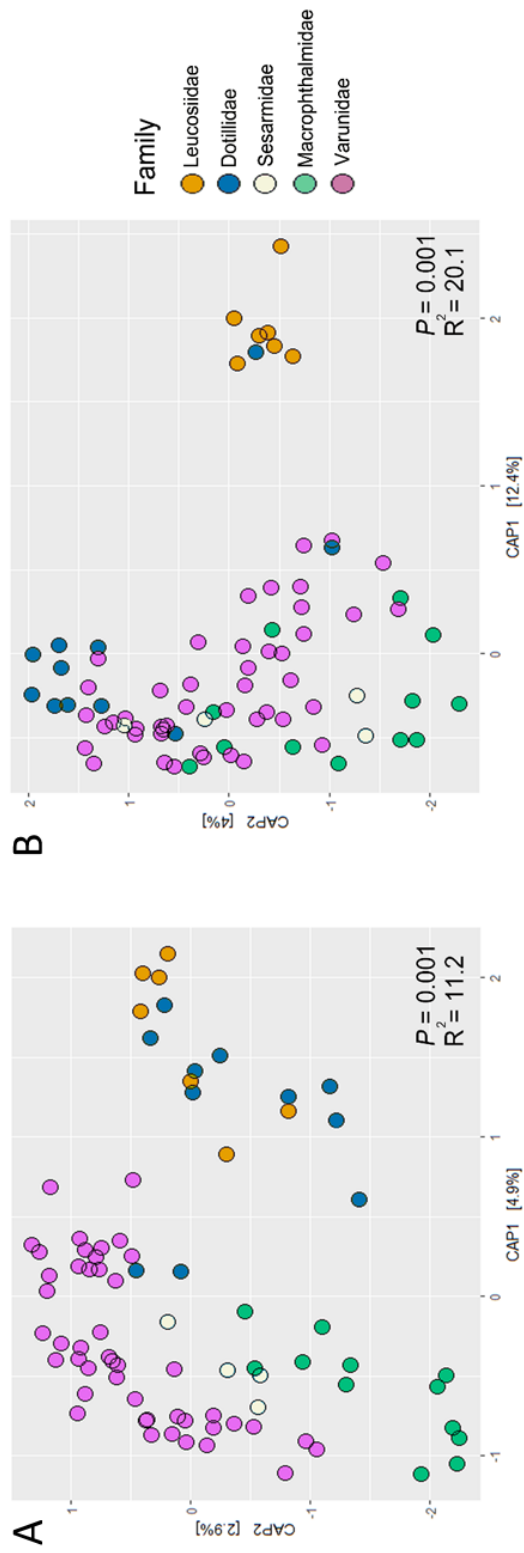 A
CAP2 [2.9%]
1
0
-1
-2
-1
0
1
2
CAP1 [4.9%]
P = 0.001
R² = 11.2
B
CAP2 [4%]
2
1
0
-1
-2
0
1
2
CAP1 [12.4%]
P = 0.001
R² = 20.1
Family
Leucosiidae
Dotillidae
Sesarmidae
Macrophthalmidae
Varunidae